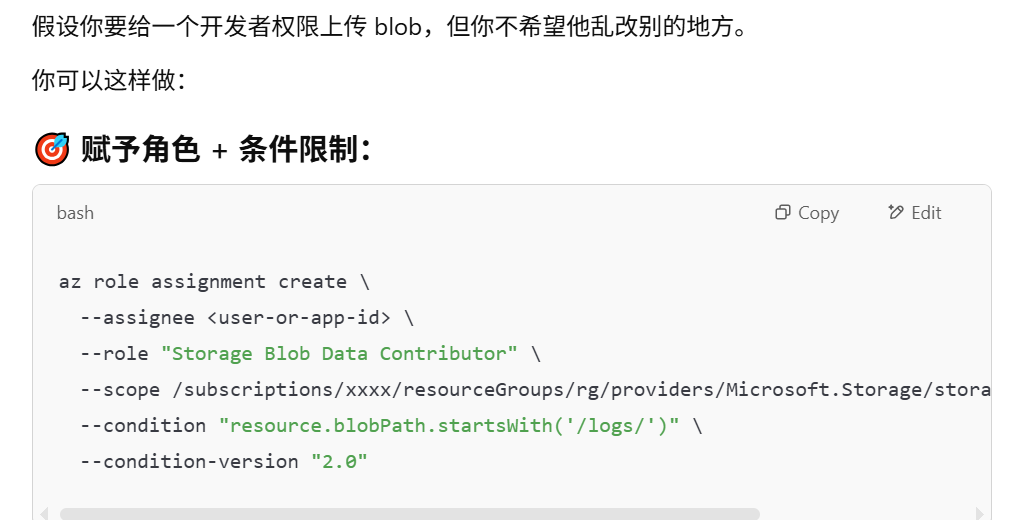 假设你要给一个开发者权限上传 blob，但你不希望他乱改别的地方。
你可以这样做：
🎯 赋予角色 + 条件限制：
bash Copy Edit
az role assignment create \
--assignee <user-or-app-id> \
--role "Storage Blob Data Contributor" \
--scope /subscriptions/xxxx/resourceGroups/rg/providers/Microsoft.Storage/stora
--condition "resource.blobPath.startsWith('/logs/')" \
--condition-version "2.0"